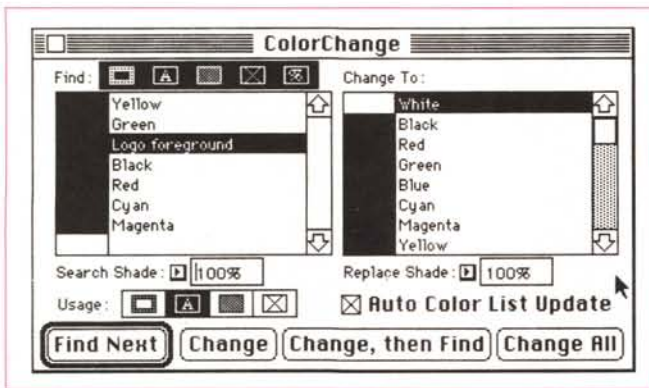 ColorChange
Find:
A
%
Yellow
Green
Logo foreground
Black
Red
Cyan
Magenta
Search Shade: 100%
Usage:
A
Change To:
White
Black
Red
Green
Blue
Cyan
Magenta
Yellow
Replace Shade: 100%
Auto Color List Update
Find Next
Change
Change, then Find
Change All